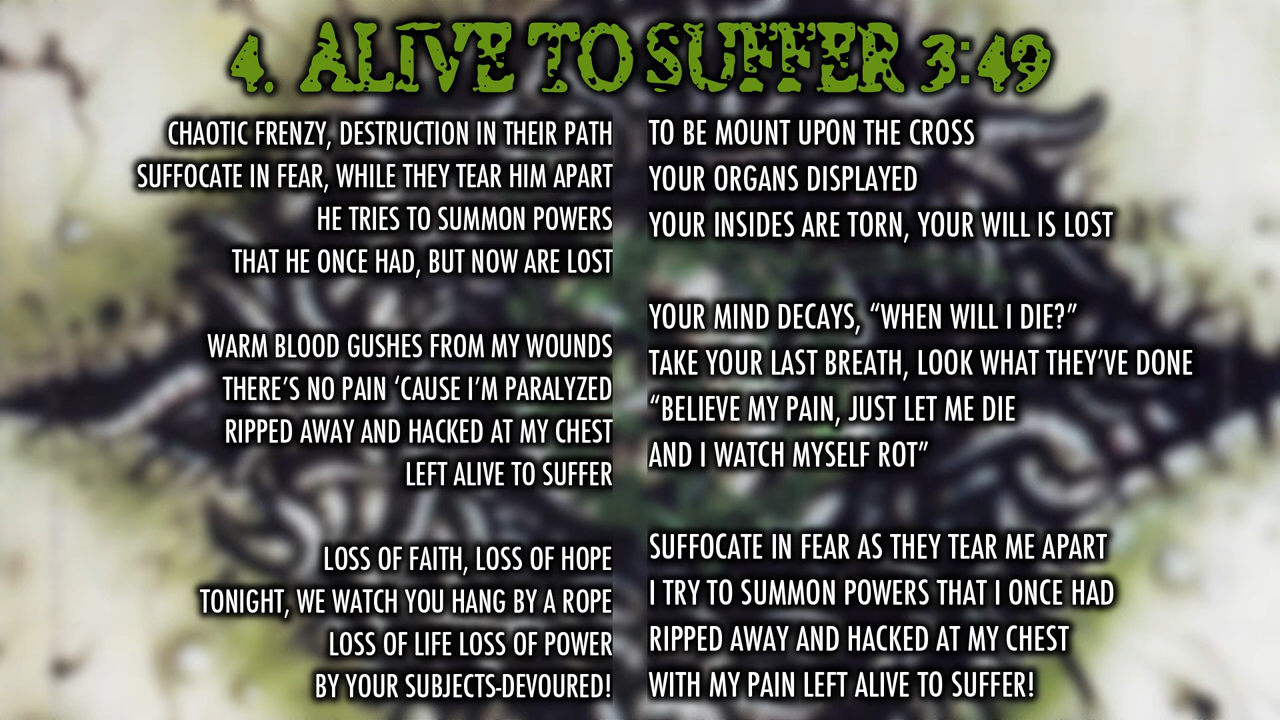 4. ALIVE TO SUFFER 3:49
CHAOTIC FRENZY, DESTRUCTION IN THEIR PATH
SUFFOCATE IN FEAR, WHILE THEY TEAR HIM APART
HE TRIES TO SUMMON POWERS
THAT HE ONCE HAD, BUT NOW ARE LOST
WARM BLOOD GUSHES FROM MY WOUNDS
THERE'S NO PAIN ‘CAUSE I'M PARALYZED
RIPPED AWAY AND HACKED AT MY CHEST
LEFT ALIVE TO SUFFER
LOSS OF FAITH, LOSS OF HOPE
TONIGHT, WE WATCH YOU HANG BY A ROPE
LOSS OF LIFE LOSS OF POWER
BY YOUR SUBJECTS-DEVOURED!
TO BE MOUNT UPON THE CROSS
YOUR ORGANS DISPLAYED
YOUR INSIDES ARE TORN, YOUR WILL IS LOST
YOUR MIND DECAYS, “WHEN WILL I DIE?”
TAKE YOUR LAST BREATH, LOOK WHAT THEY'VE DONE
“BELIEVE MY PAIN, JUST LET ME DIE
AND I WATCH MYSELF ROT”
SUFFOCATE IN FEAR AS THEY TEAR ME APART
I TRY TO SUMMON POWERS THAT I ONCE HAD
RIPPED AWAY AND HACKED AT MY CHEST
WITH MY PAIN LEFT ALIVE TO SUFFER!